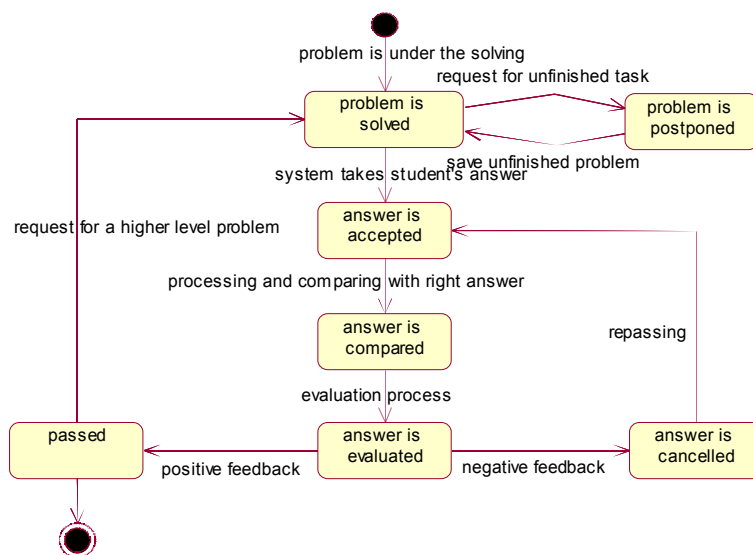 problem is under the solving
request for unfinished task
problem is
solved
problem is
postponed
save unfinished problem
system takes student's answer
answer is
accepted
request for a higher level problem
processing and comparing with right answer
answer is
compared
repassing
evaluation process
passed
answer is
evaluated
answer is
cancelled
positive feedback
negative feedback